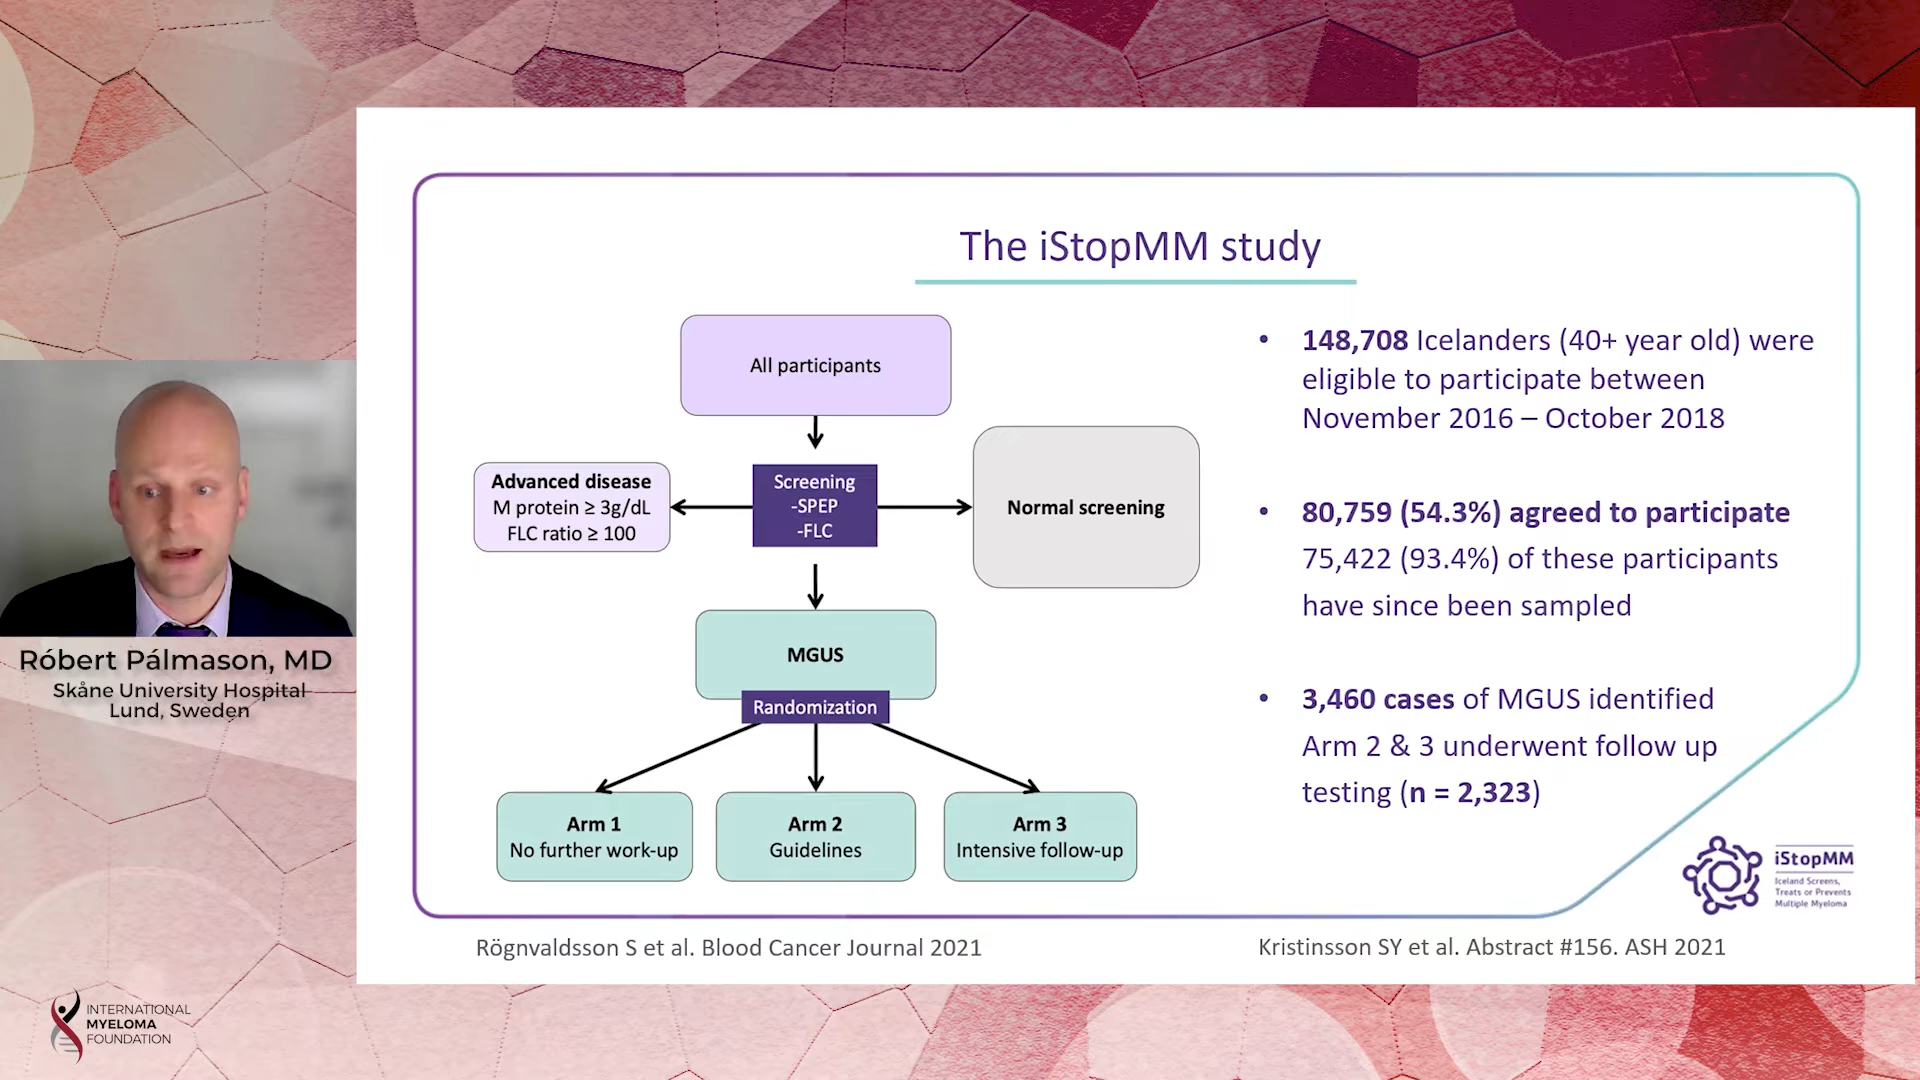 The iStopMM study
All participants
Advanced disease
M protein ≥ 3g/dL
FLC ratio ≥ 100
Screening
-SPEP
-FLC
Normal screening
MGUS
Randomization
Arm 1
No further work-up
Arm 2
Guidelines
Arm 3
Intensive follow-up
• 148,708 Icelanders (40+ year old) were
eligible to participate between
November 2016 – October 2018
• 80,759 (54.3%) agreed to participate
75,422 (93.4%) of these participants
have since been sampled
• 3,460 cases of MGUS identified
Arm 2 & 3 underwent follow up
testing (n = 2,323)
iStopMM
Iceland Screens,
Treats or Prevents
Multiple Myeloma
Rögnvaldsson S et al. Blood Cancer Journal 2021
Kristinsson SY et al. Abstract #156. ASH 2021
Róbert Pálmason, MD
Skåne University Hospital
Lund, Sweden
INTERNATIONAL
MYELOMA
FOUNDATION